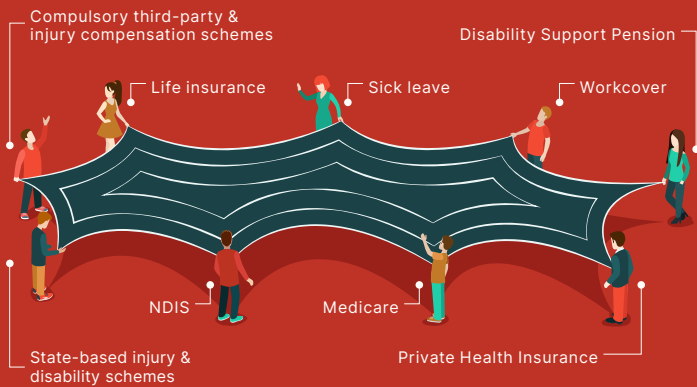 Compulsory third-party &
injury compensation schemes
Disability Support Pension
Life insurance
Sick leave
Workcover
NDIS
Medicare
State-based injury &
disability schemes
Private Health Insurance